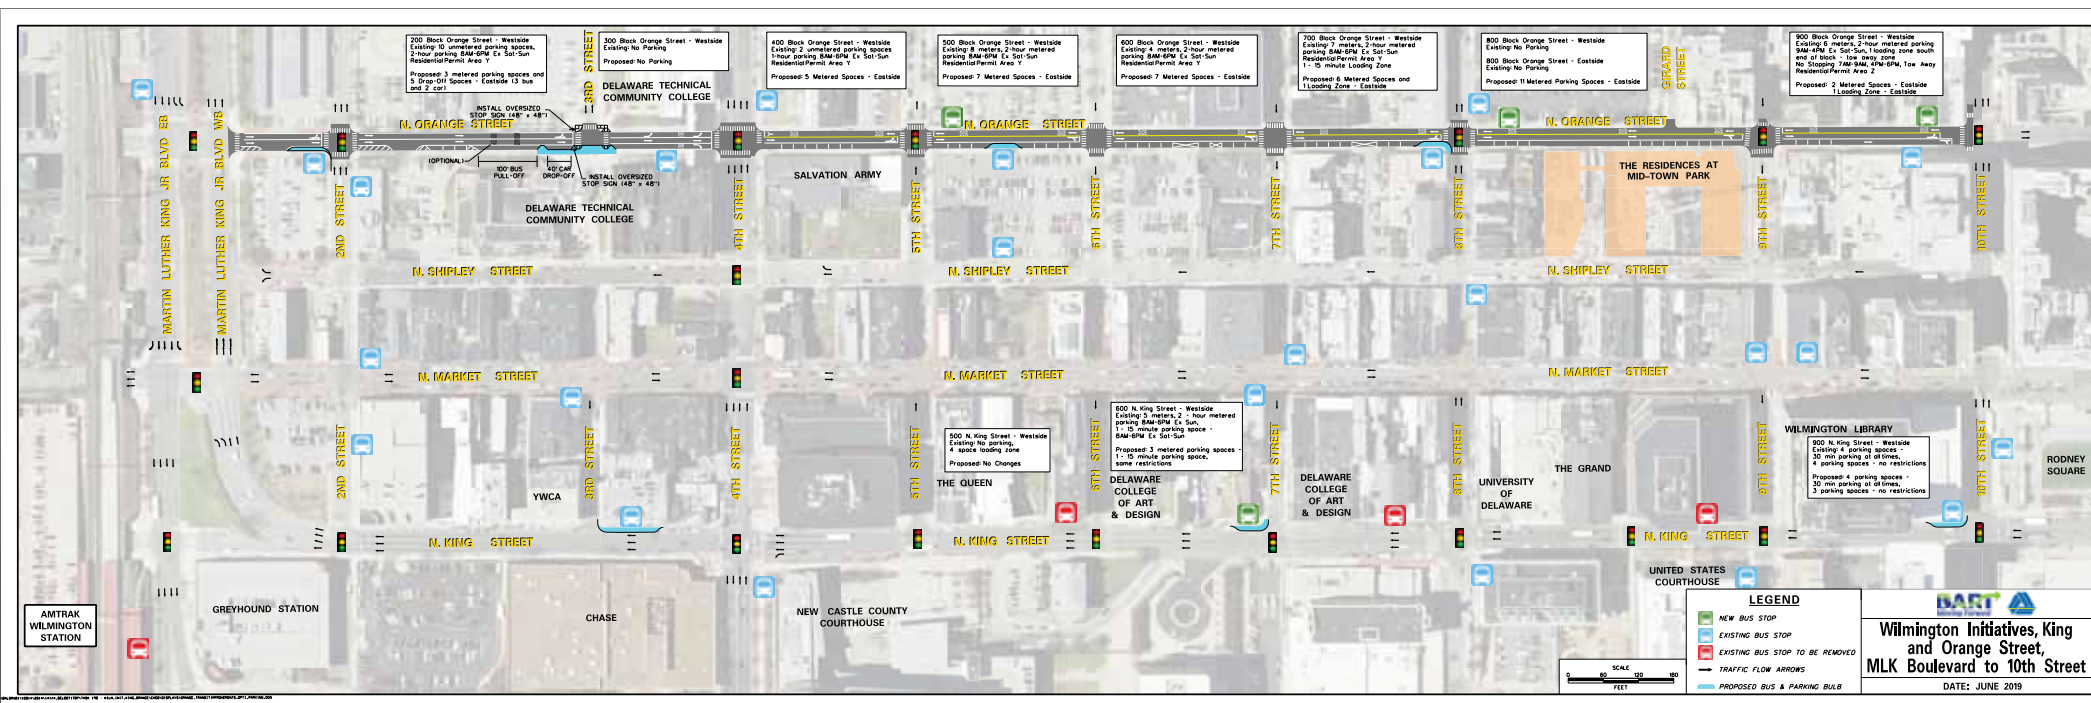 200 Block Orange Street - Westside
Existing: 10 unmetered parking spaces,
2-hour parking 8AM-6PM Ex Sat-Sun
Residential Permit Area Y
Proposed: 3 metered parking spaces and
5 Drop-Off Spaces - Eastside (3 bus
and 2 car)
3RD STREET
300 Block Orange Street - Westside
Existing: No Parking
Proposed: No Parking
400 Block Orange Street - Westside
Existing: 2 unmetered parking spaces
1-hour parking 8AM-6PM Ex Sat-Sun
Residential Permit Area Y
Proposed: 5 Metered Spaces - Eastside
500 Block Orange Street - Westside
Existing: 8 meters, 2-hour metered
parking 8AM-6PM Ex Sat-Sun
Residential Permit Area Y
Proposed: 7 Metered Spaces - Eastside
600 Block Orange Street - Westside
Existing: 4 meters, 2-hour metered
parking 8AM-6PM Ex Sat-Sun
Residential Permit Area Y
Proposed: 7 Metered Spaces - Eastside
700 Block Orange Street - Westside
Existing: 7 meters, 2-hour metered
parking 8AM-6PM Ex Sat-Sun
Residential Permit Area Y
1 - 15 minute Loading Zone
Proposed: 6 Metered Spaces and
1 Loading Zone - Eastside
800 Block Orange Street - Westside
Existing: No Parking
800 Block Orange Street - Eastside
Existing: No Parking
Proposed: 11 Metered Parking Spaces - Eastside
GIRARD
STREET
900 Block Orange Street - Westside
Existing: 6 meters, 2-hour metered parking
9AM-4PM Ex Sat-Sun, 1 loading zone south
end of block - tow away zone
No Stopping 7AM-9AM, 4PM-6PM, Tow Away
Residential Permit Area Z
Proposed: 2 Metered Spaces - Eastside
1 Loading Zone - Eastside
DELAWARE TECHNICAL
COMMUNITY COLLEGE
INSTALL OVERSIZED
STOP SIGN (48" x 48")
N. ORANGE STREET
N. ORANGE STREET
N. ORANGE STREET
MARTIN LUTHER KING JR BLVD EB
MARTIN LUTHER KING JR BLVD WB
(OPTIONAL)
100' BUS
PULL-OFF
40' CAR
DROP-OFF
INSTALL OVERSIZED
STOP SIGN (48" x 48")
DELAWARE TECHNICAL
COMMUNITY COLLEGE
SALVATION ARMY
THE RESIDENCES AT
MID-TOWN PARK
2ND STREET
4TH STREET
5TH STREET
6TH STREET
7TH STREET
8TH STREET
9TH STREET
10TH STREET
N. SHIPLEY STREET
N. SHIPLEY STREET
N. SHIPLEY STREET
N. MARKET STREET
N. MARKET STREET
N. MARKET STREET
2ND STREET
3RD STREET
4TH STREET
5TH STREET
6TH STREET
7TH STREET
8TH STREET
9TH STREET
10TH STREET
500 N. King Street - Westside
Existing: No parking,
4 space loading zone
Proposed: No Changes
600 N. King Street - Westside
Existing: 5 meters, 2 - hour metered
parking 8AM-6PM Ex Sun,
1 - 15 minute parking space -
8AM-6PM Ex Sat-Sun
Proposed: 3 metered parking spaces -
1 - 15 minute parking space,
same restrictions
WILMINGTON LIBRARY
900 N. King Street - Westside
Existing: 4 parking spaces -
30 min parking at all times,
4 parking spaces - no restrictions
Proposed: 4 parking spaces -
30 min parking at all times,
3 parking spaces - no restrictions
RODNEY
SQUARE
YWCA
THE QUEEN
DELAWARE
COLLEGE
OF ART
& DESIGN
DELAWARE
COLLEGE
OF ART
& DESIGN
UNIVERSITY
OF
DELAWARE
THE GRAND
N. KING STREET
N. KING STREET
N. KING STREET
AMTRAK
WILMINGTON
STATION
GREYHOUND STATION
CHASE
NEW CASTLE COUNTY
COURTHOUSE
UNITED STATES
COURTHOUSE
LEGEND
NEW BUS STOP
EXISTING BUS STOP
EXISTING BUS STOP TO BE REMOVED
TRAFFIC FLOW ARROWS
PROPOSED BUS & PARKING BULB
SCALE
0 60 120 180
FEET
DART
Moving Forward
Wilmington Initiatives, King
and Orange Street,
MLK Boulevard to 10th Street
DATE: JUNE 2019